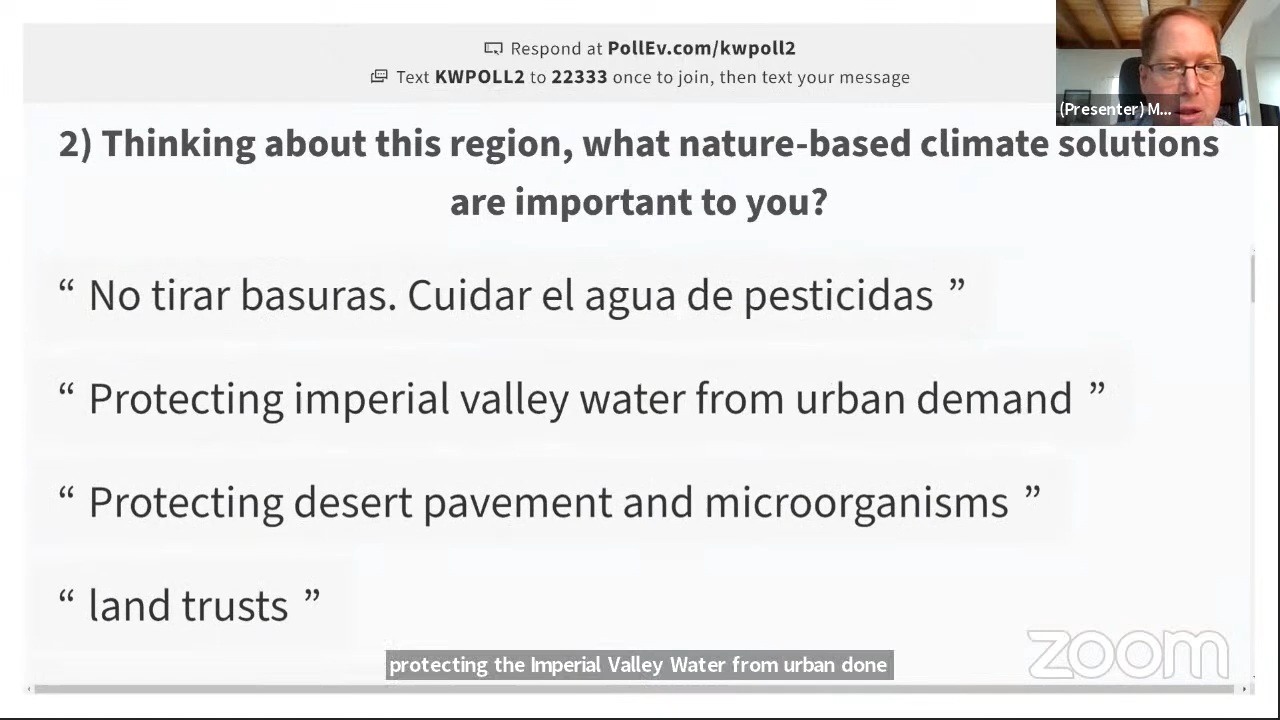 Respond at PollEv.com/kwpoll2
Text KWPOLL2 to 22333 once to join, then text your message
(Presenter) M...
2) Thinking about this region, what nature-based climate solutions
are important to you?
“ No tirar basuras. Cuidar el agua de pesticidas ”
“ Protecting imperial valley water from urban demand ”
“ Protecting desert pavement and microorganisms ”
“ land trusts ”
protecting the Imperial Valley Water from urban done
zoom